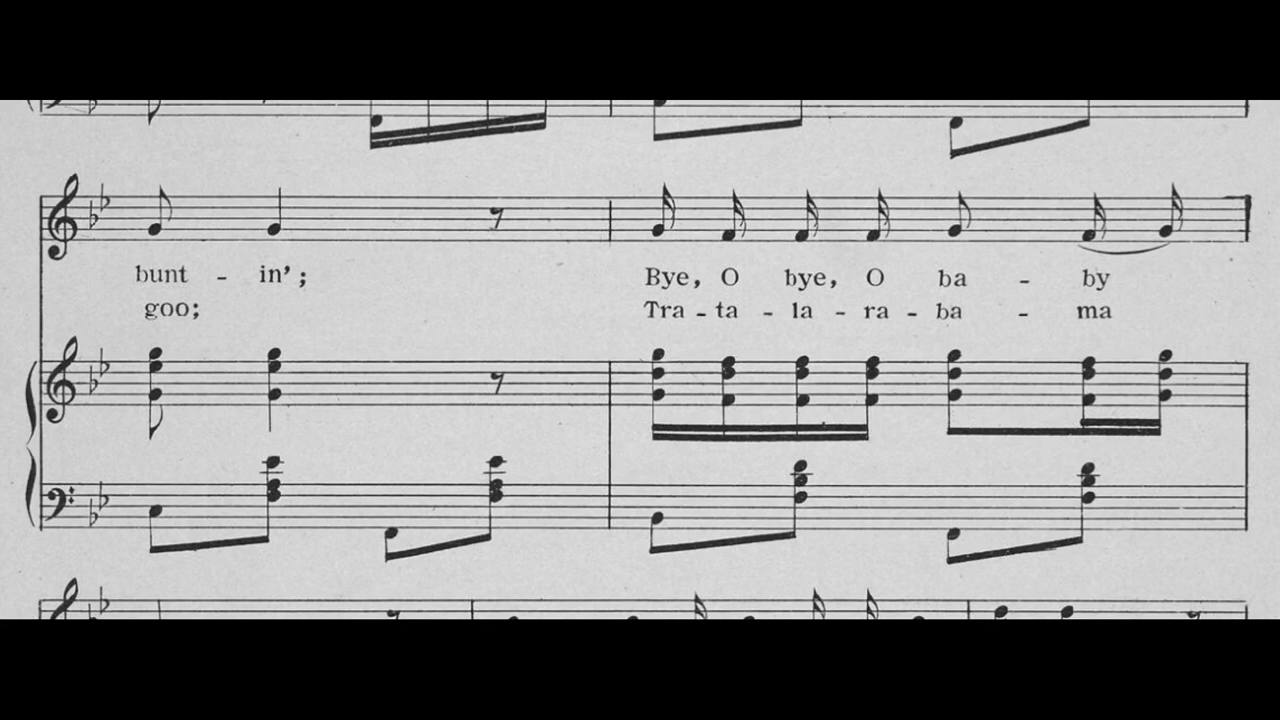 bunt - in’; Bye, O bye, O ba - by
goo; Tra - ta - la - ra - ba - ma